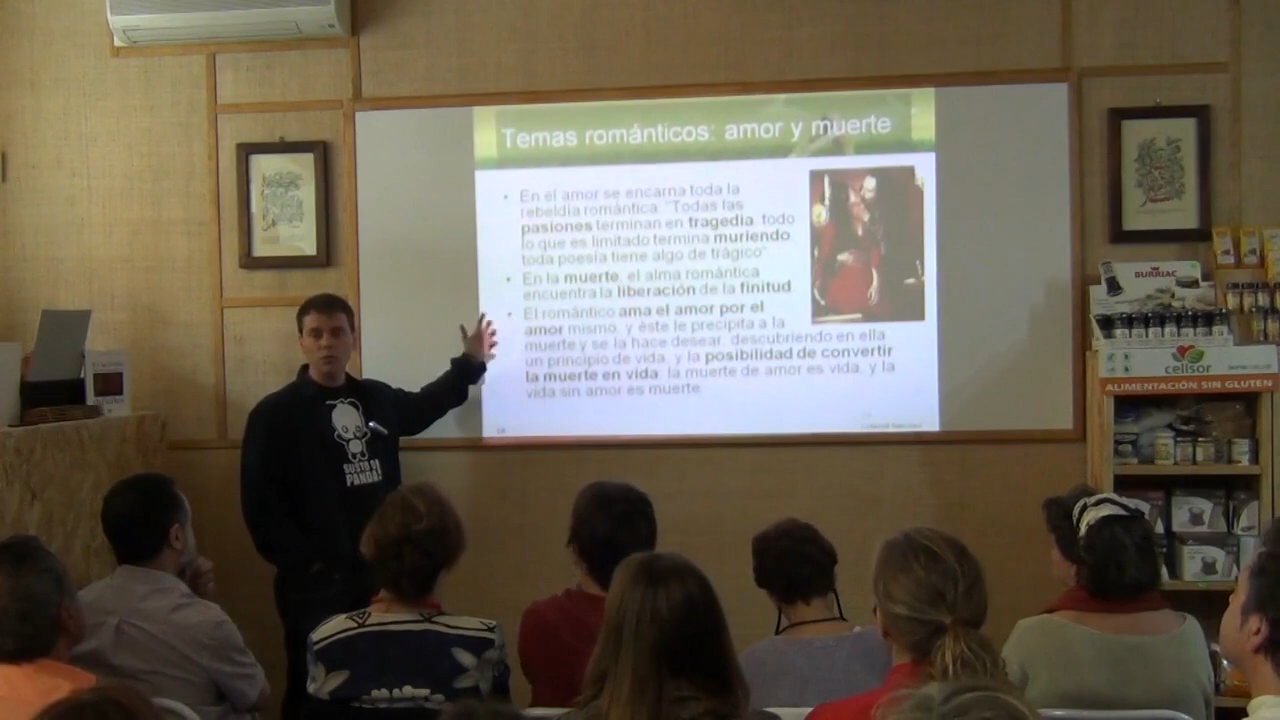 Temas románticos: amor y muerte
• En el amor se encarna toda la
rebeldía romántica. "Todas las
pasiones terminan en tragedia, todo
lo que es limitado termina muriendo,
toda poesía tiene algo de trágico"
• En la muerte, el alma romántica
encuentra la liberación de la finitud.
• El romántico ama el amor por el
amor mismo, y éste le precipita a la
muerte y se la hace desear, descubriendo en ella
un principio de vida, y la posibilidad de convertir
la muerte en vida: la muerte de amor es vida, y la
vida sin amor es muerte.
SUSTO DE
PANDA!
BURRIAC
celisor
ALIMENTACIÓN SIN GLUTEN